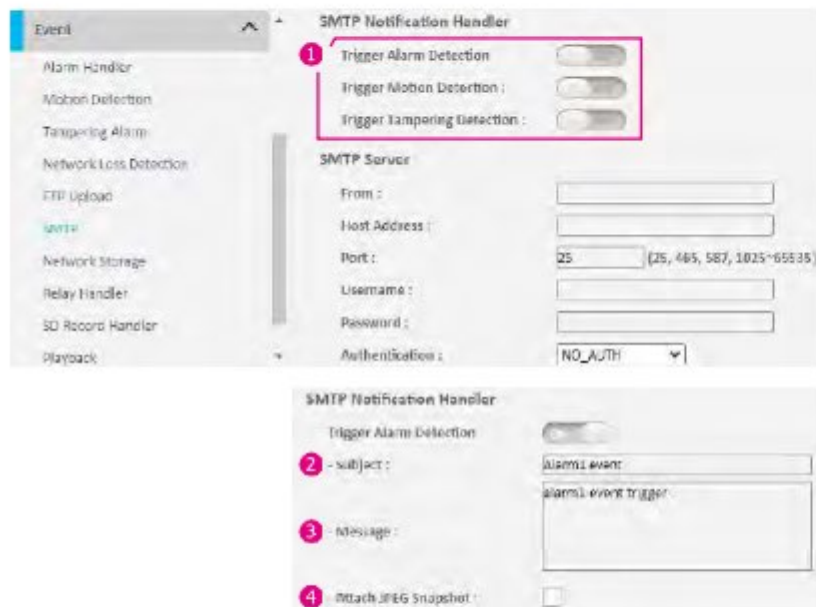 Event
Alarm Handler
Motion Detection
Tampering Alarm
Network Loss Detection
FTP Upload
SMTP
Network Storage
Relay Handler
SD Record Handler
Playback
SMTP Notification Handler
1 Trigger Alarm Detection
Trigger Motion Detection :
Trigger Tampering Detection :
SMTP Server
From :
Host Address :
Port : 25 (25, 465, 587, 1025~65535)
Username :
Password :
Authentication : NO_AUTH
SMTP Notification Handler
Trigger Alarm Detection
2 - subject : Alarm1 event
3 - Message : alarm1 event trigger
4 - Attach JPEG Snapshot :